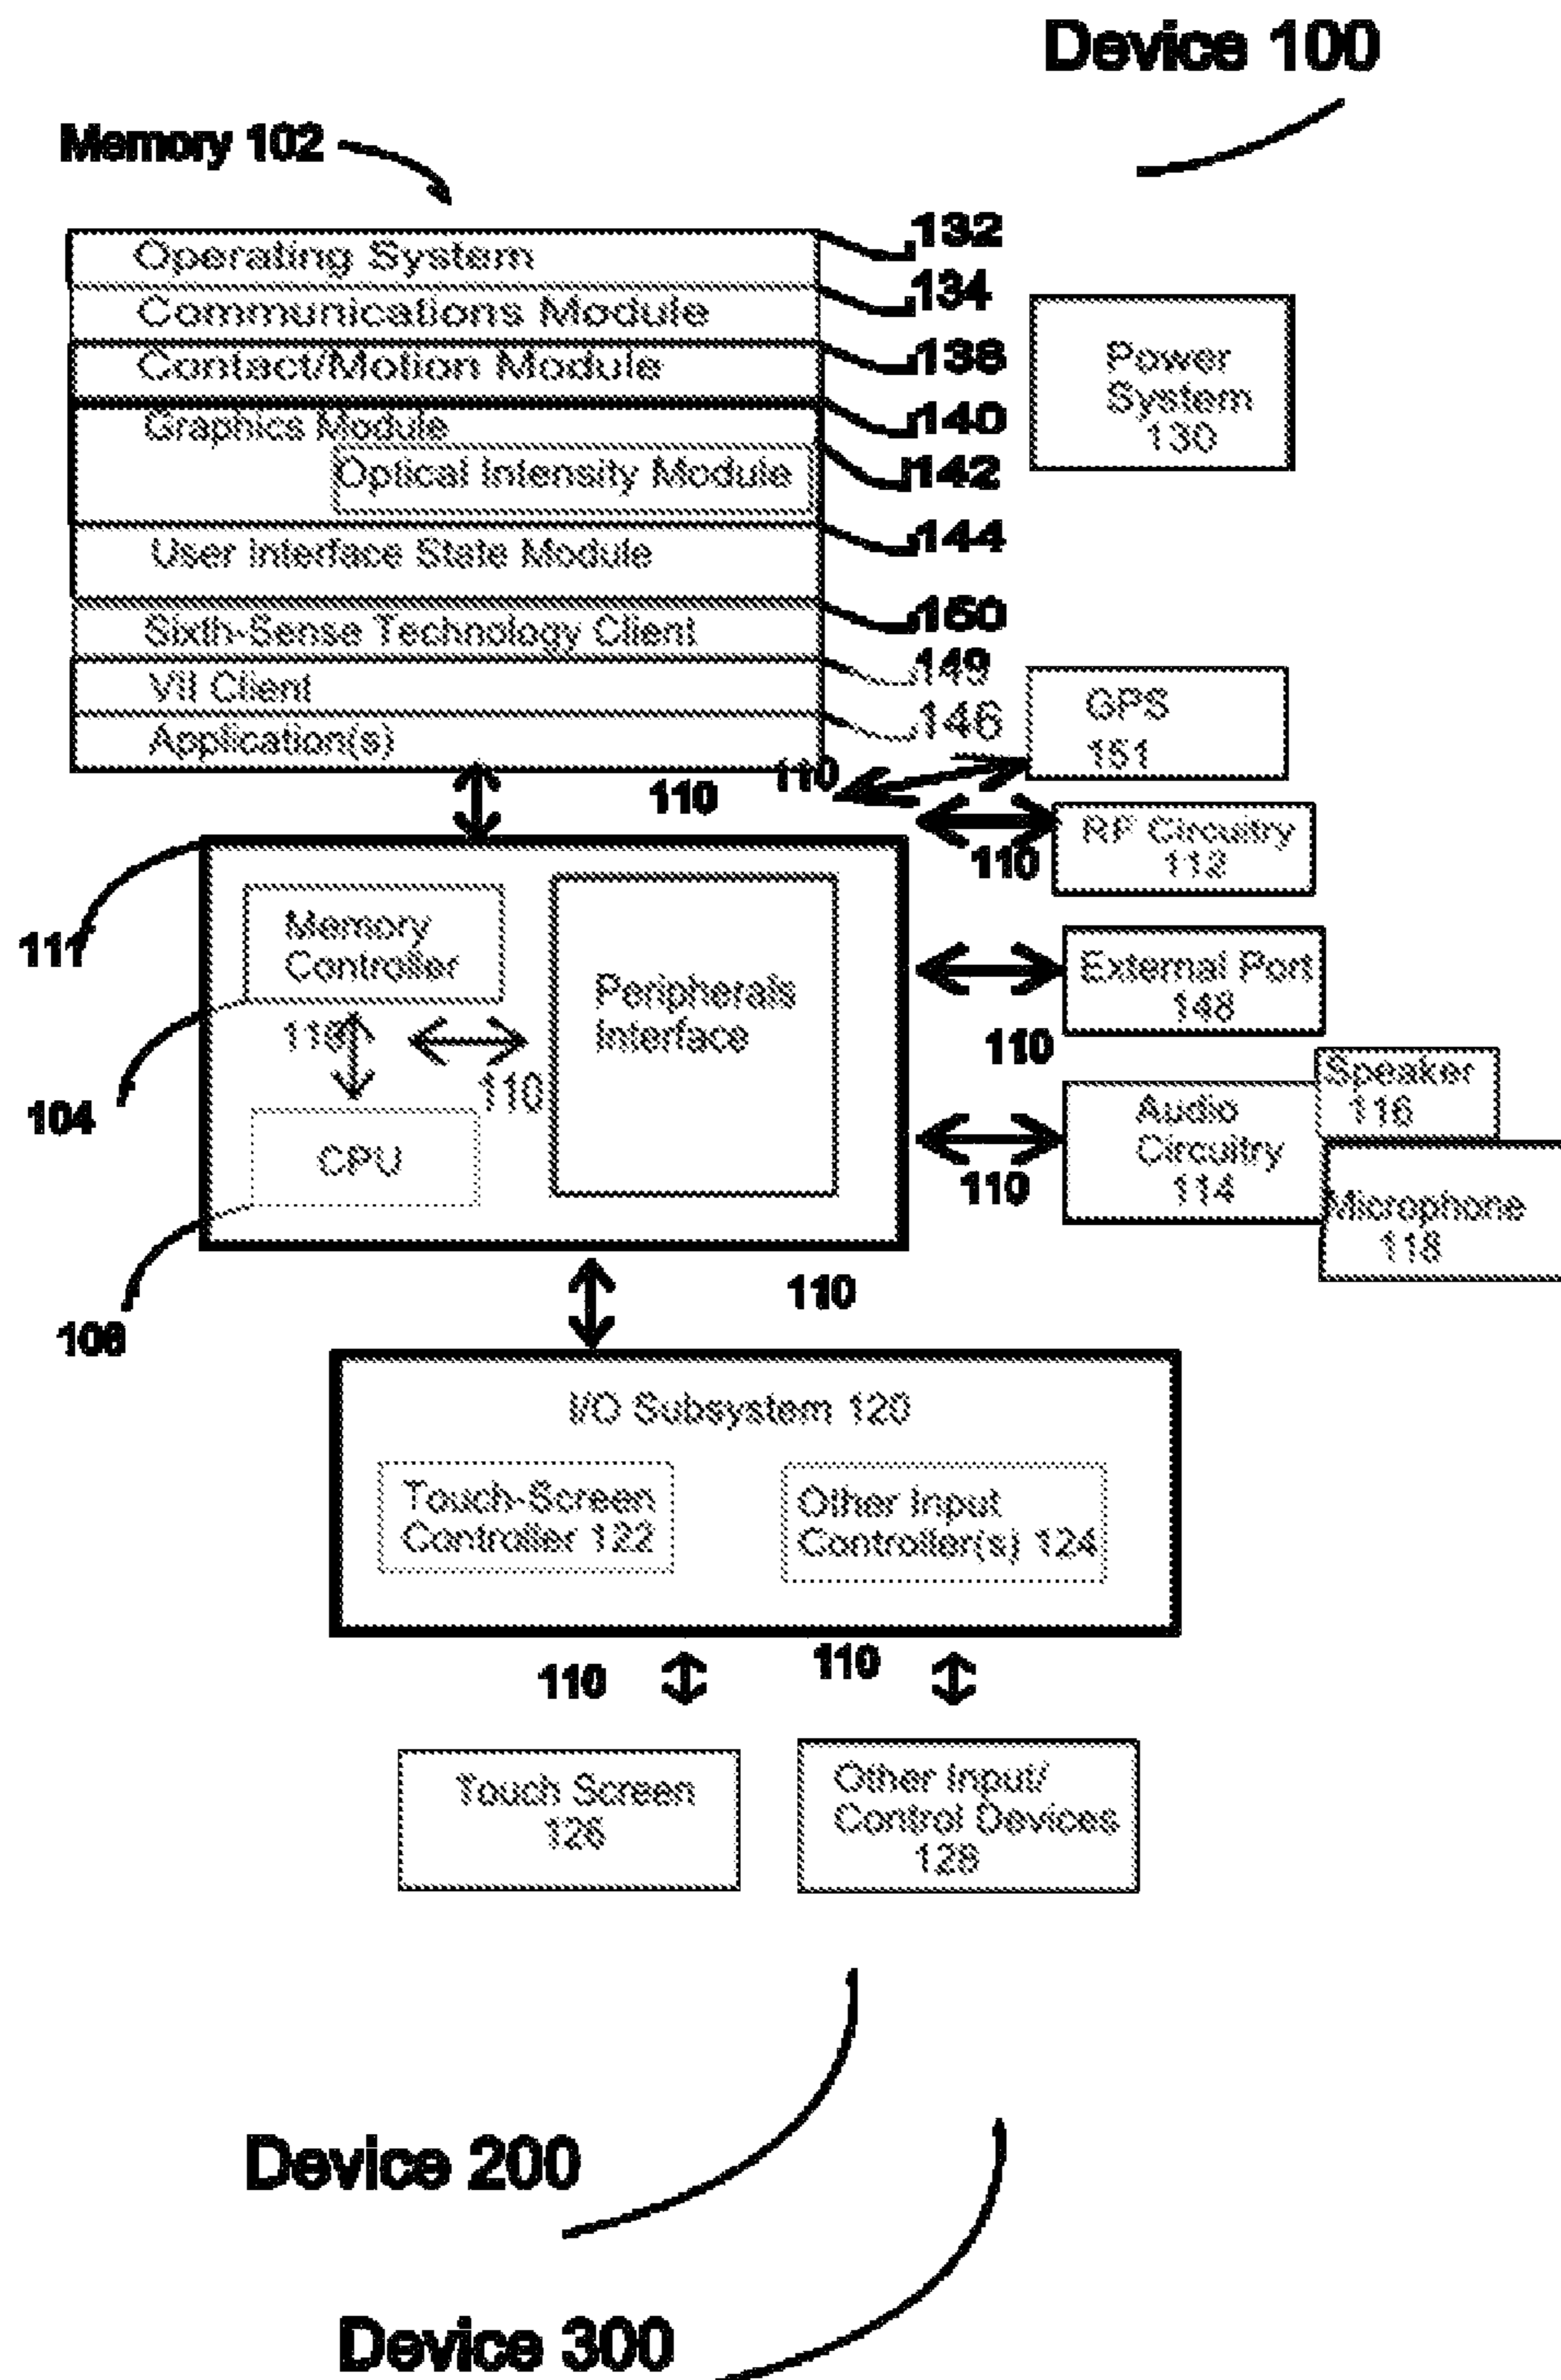 Device 100
Memory 102
Operating System
132
Communications Module
134
Contact/Motion Module
138
Graphics Module
140
Optical Intensity Module
142
User Interface State Module
144
Sixth-Sense Technology Client
150
VII Client
149
Application(s)
146
Power
System
130
GPS
151
110
110
RF Circuitry
112
110
111
Memory
Controller
Peripherals
Interface
External Port
148
110
104
110
CPU
Speaker
116
Audio
Circuitry
114
110
Microphone
118
110
I/O Subsystem 120
Touch-Screen
Controller 122
Other Input
Controller(s) 124
110
110
Touch Screen
126
Other Input/
Control Devices
128
Device 200
Device 300